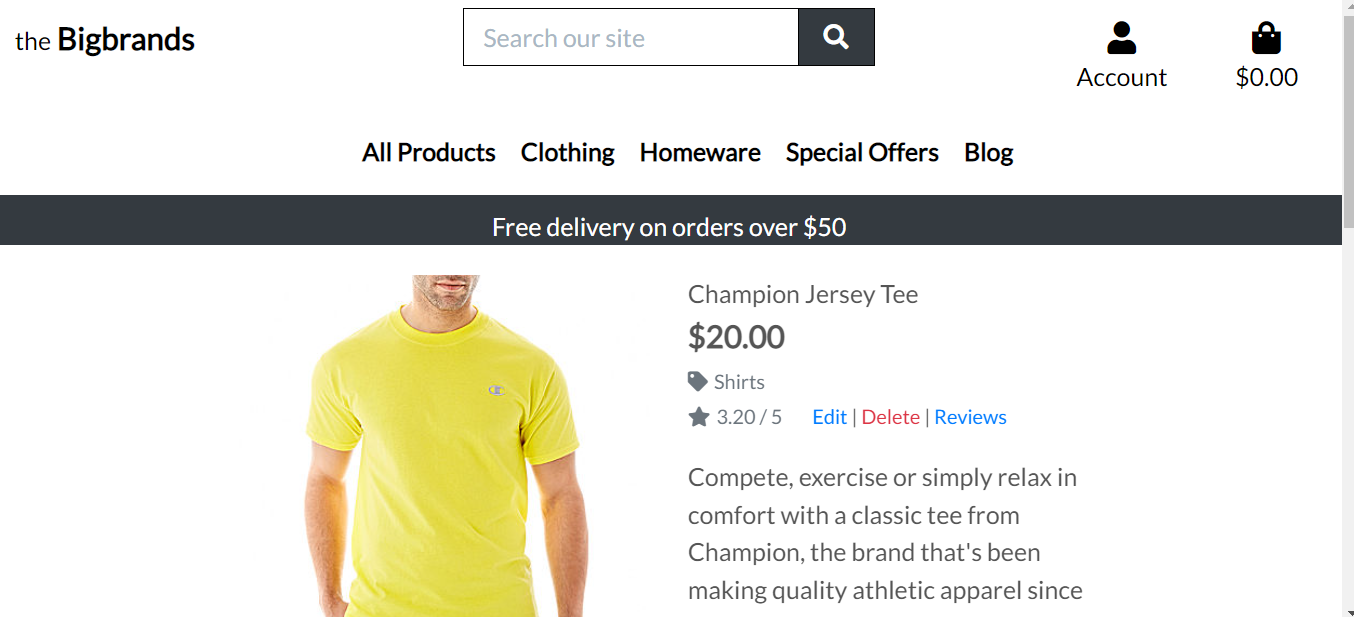 the Bigbrands
Search our site
Account
$0.00
All Products Clothing Homeware Special Offers Blog
Free delivery on orders over $50
Champion Jersey Tee
$20.00
Shirts
3.20 / 5 Edit | Delete | Reviews
Compete, exercise or simply relax in
comfort with a classic tee from
Champion, the brand that's been
making quality athletic apparel since